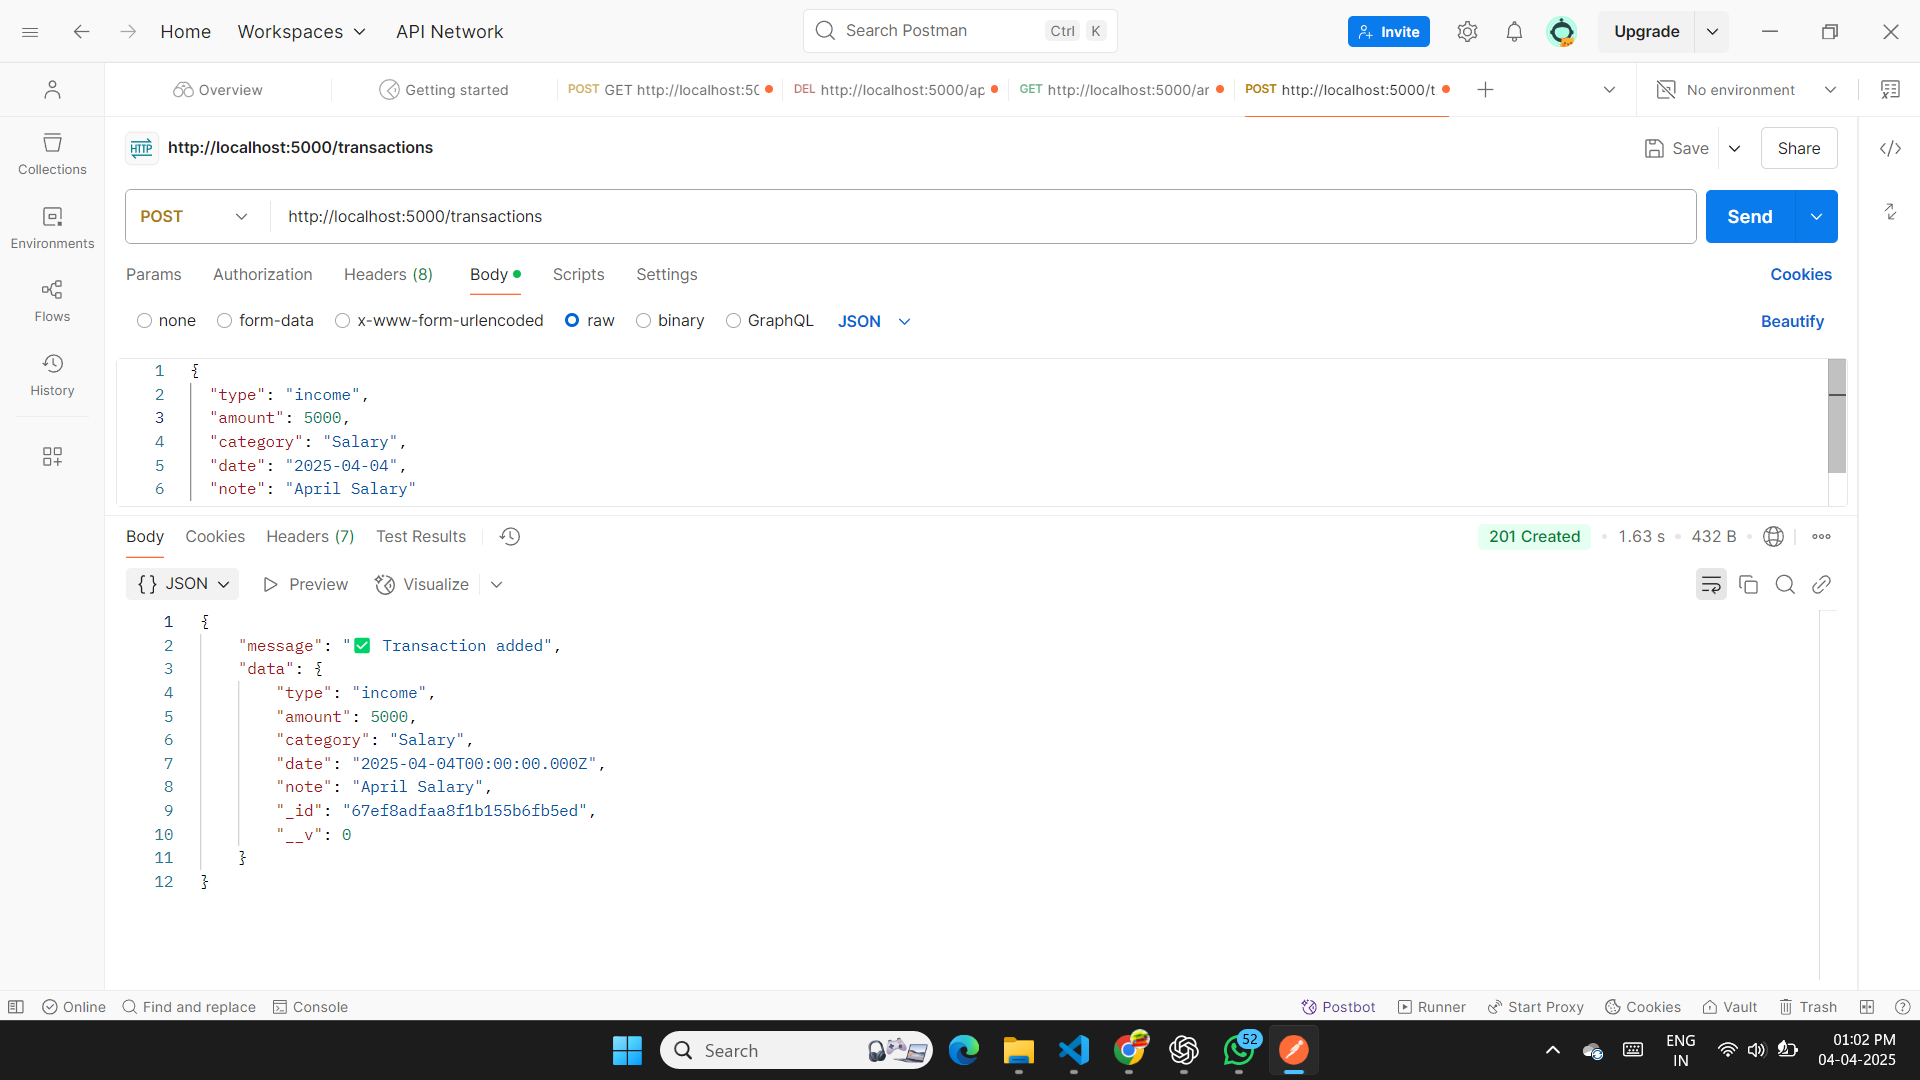 Home Workspaces API Network Search Postman Ctrl K Invite Upgrade
Overview Getting started POST GET http://localhost:50 DEL http://localhost:5000/ap GET http://localhost:5000/ar POST http://localhost:5000/t No environment
HTTP http://localhost:5000/transactions Save Share
Collections
POST http://localhost:5000/transactions Send
Environments
Params Authorization Headers (8) Body Scripts Settings Cookies
none form-data x-www-form-urlencoded raw binary GraphQL JSON Beautify
Flows
History
1 {
2 "type": "income",
3 "amount": 5000,
4 "category": "Salary",
5 "date": "2025-04-04",
6 "note": "April Salary"
Body Cookies Headers (7) Test Results 201 Created 1.63 s 432 B
{} JSON Preview Visualize
1 {
2 "message": "✅ Transaction added",
3 "data": {
4 "type": "income",
5 "amount": 5000,
6 "category": "Salary",
7 "date": "2025-04-04T00:00:00.000Z",
8 "note": "April Salary",
9 "_id": "67ef8adfaa8f1b155b6fb5ed",
10 "__v": 0
11 }
12 }
Online Find and replace Console Postbot Runner Start Proxy Cookies Vault Trash
Search 52 ENG IN 01:02 PM
04-04-2025